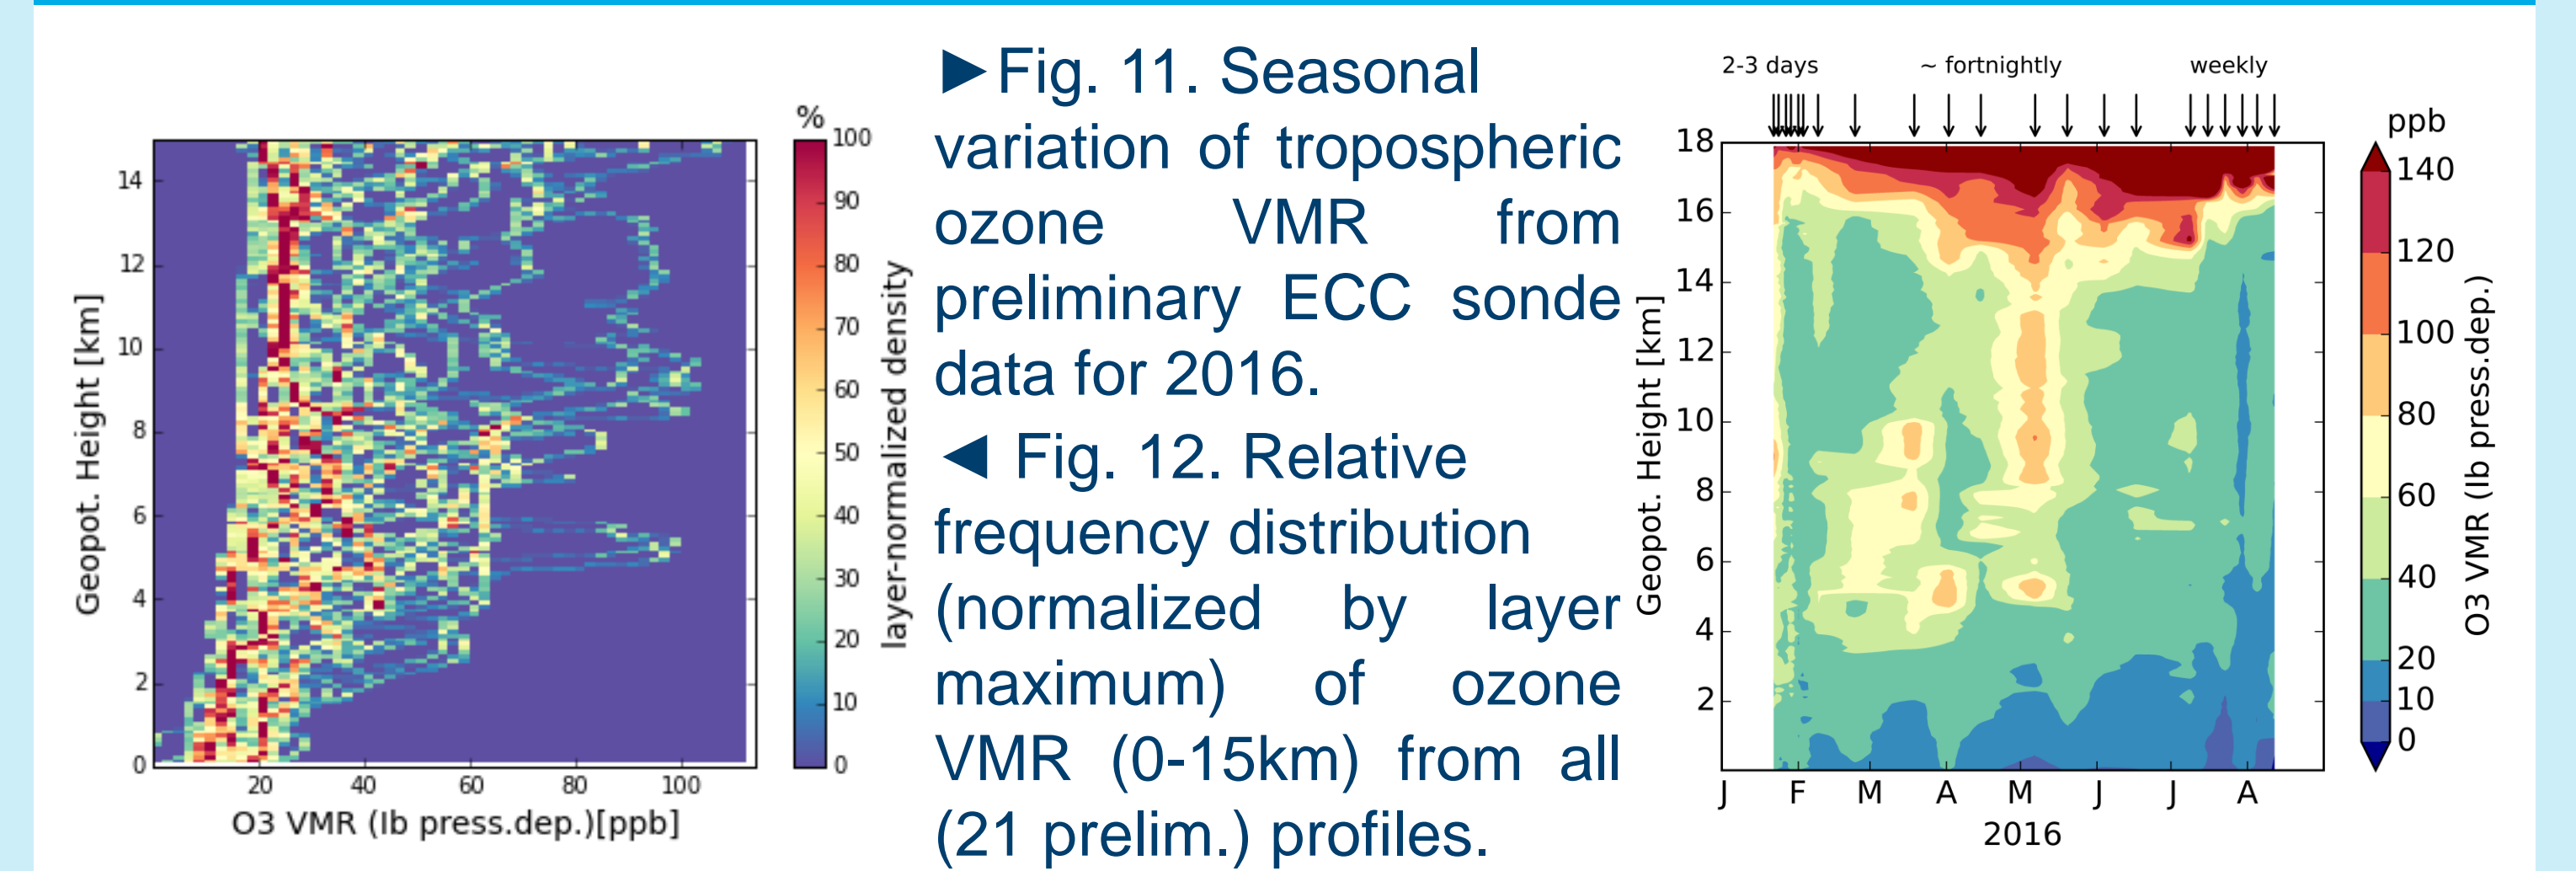 %
100
90
80
70
60
50
40
30
20
10
0
layer-normalized density
14
12
10
8
6
4
2
0
Geopot. Height [km]
20 40 60 80 100
O3 VMR (Ib press.dep.)[ppb]
►Fig. 11. Seasonal
variation of tropospheric
ozone VMR from
preliminary ECC sonde
data for 2016.
◄ Fig. 12. Relative
frequency distribution
(normalized by layer
maximum) of ozone
VMR (0-15km) from all
(21 prelim.) profiles.
2-3 days ~ fortnightly weekly
18
16
14
12
10
8
6
4
2
Geopot. Height [km]
J F M A M J J A
2016
ppb
140
120
100
80
60
40
20
10
0
O3 VMR (Ib press.dep.)